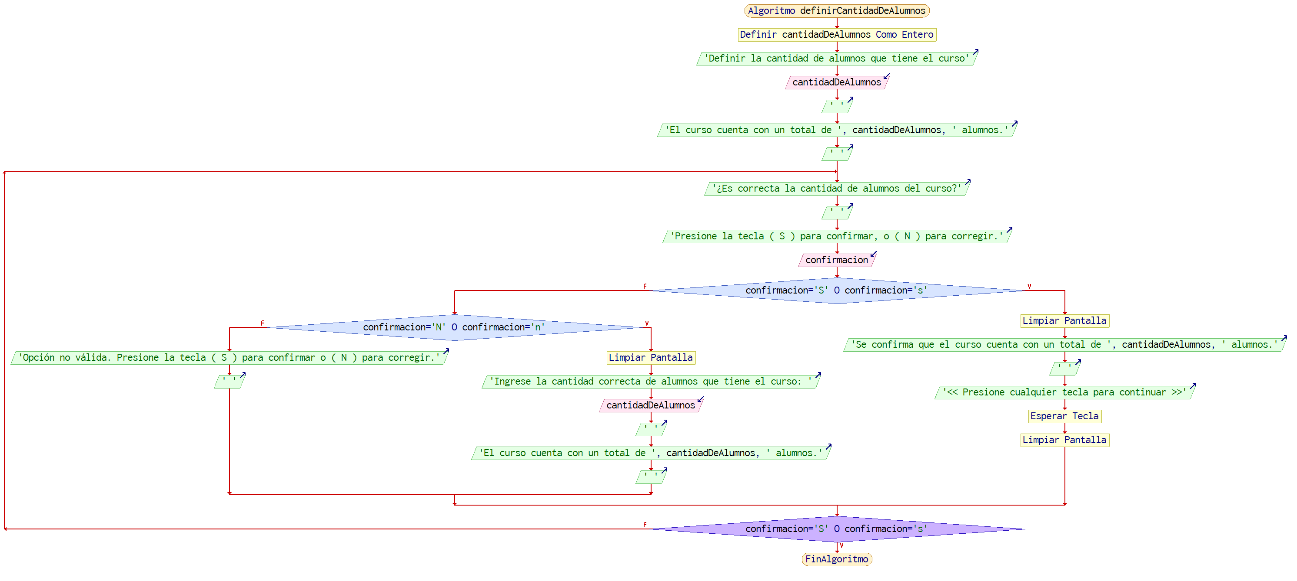 Algoritmo definirCantidadDeAlumnos
Definir cantidadDeAlumnos Como Entero
'Definir la cantidad de alumnos que tiene el curso'
cantidadDeAlumnos
' '
'El curso cuenta con un total de ', cantidadDeAlumnos, ' alumnos.'
' '
'¿Es correcta la cantidad de alumnos del curso?'
' '
'Presione la tecla ( S ) para confirmar, o ( N ) para corregir.'
confirmacion
F
confirmacion='S' O confirmacion='s'
V
F
confirmacion='N' O confirmacion='n'
V
'Opción no válida. Presione la tecla ( S ) para confirmar o ( N ) para corregir.'
' '
Limpiar Pantalla
'Ingrese la cantidad correcta de alumnos que tiene el curso: '
cantidadDeAlumnos
' '
'El curso cuenta con un total de ', cantidadDeAlumnos, ' alumnos.'
' '
Limpiar Pantalla
'Se confirma que el curso cuenta con un total de ', cantidadDeAlumnos, ' alumnos.'
' '
'<< Presione cualquier tecla para continuar >>'
Esperar Tecla
Limpiar Pantalla
F
confirmacion='S' O confirmacion='s'
V
FinAlgoritmo